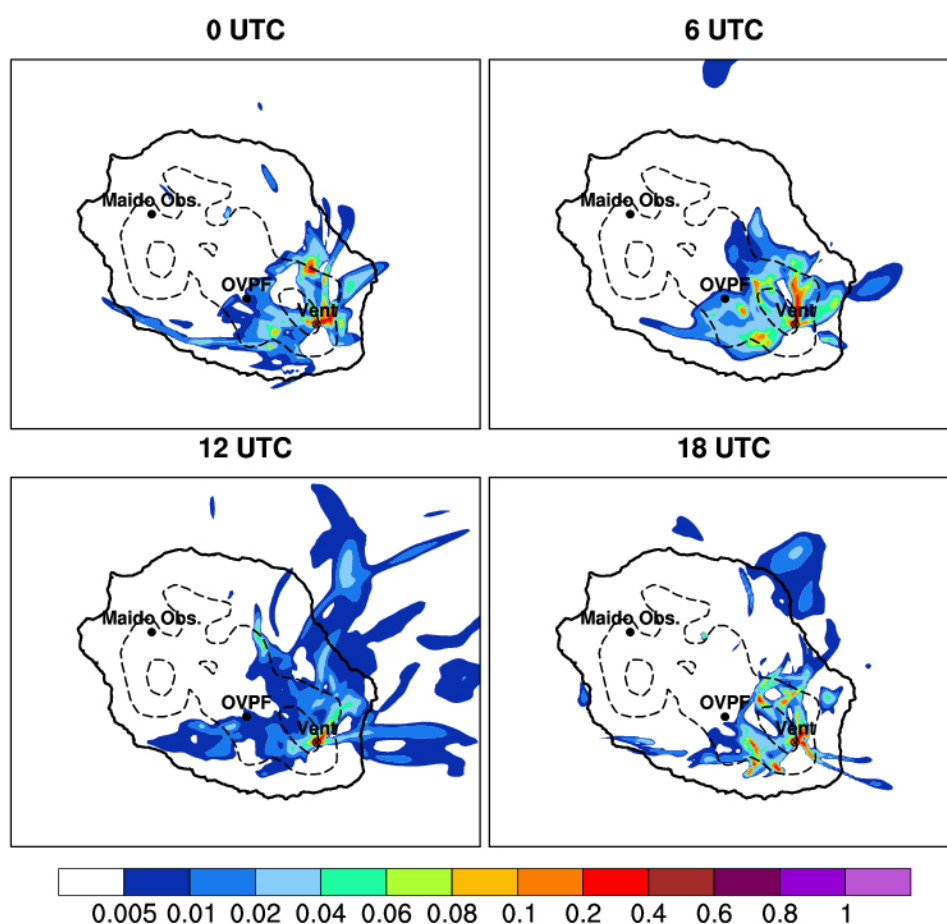 0 UTC
6 UTC
Maido Obs.
OVPF
Vent
Maido Obs.
OVPF
Vent
12 UTC
18 UTC
Maido Obs.
OVPF
Vent
Maido Obs.
OVPF
Vent
0.005 0.01 0.02 0.04 0.06 0.08 0.1 0.2 0.4 0.6 0.8 1